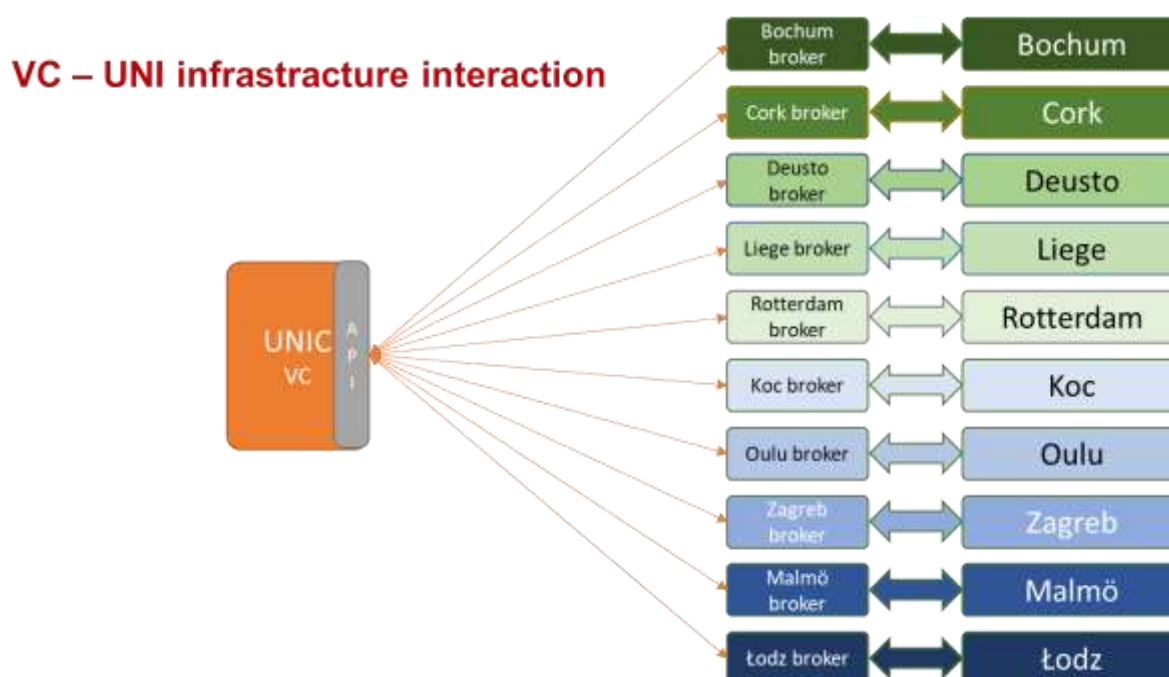 VC – UNI infrastracture interaction
UNIC
VC
A
P
I
Bochum
broker
Bochum
Cork broker
Cork
Deusto
broker
Deusto
Liege broker
Liege
Rotterdam
broker
Rotterdam
Koc broker
Koc
Oulu broker
Oulu
Zagreb
broker
Zagreb
Malmö
broker
Malmö
Łodz broker
Łodz